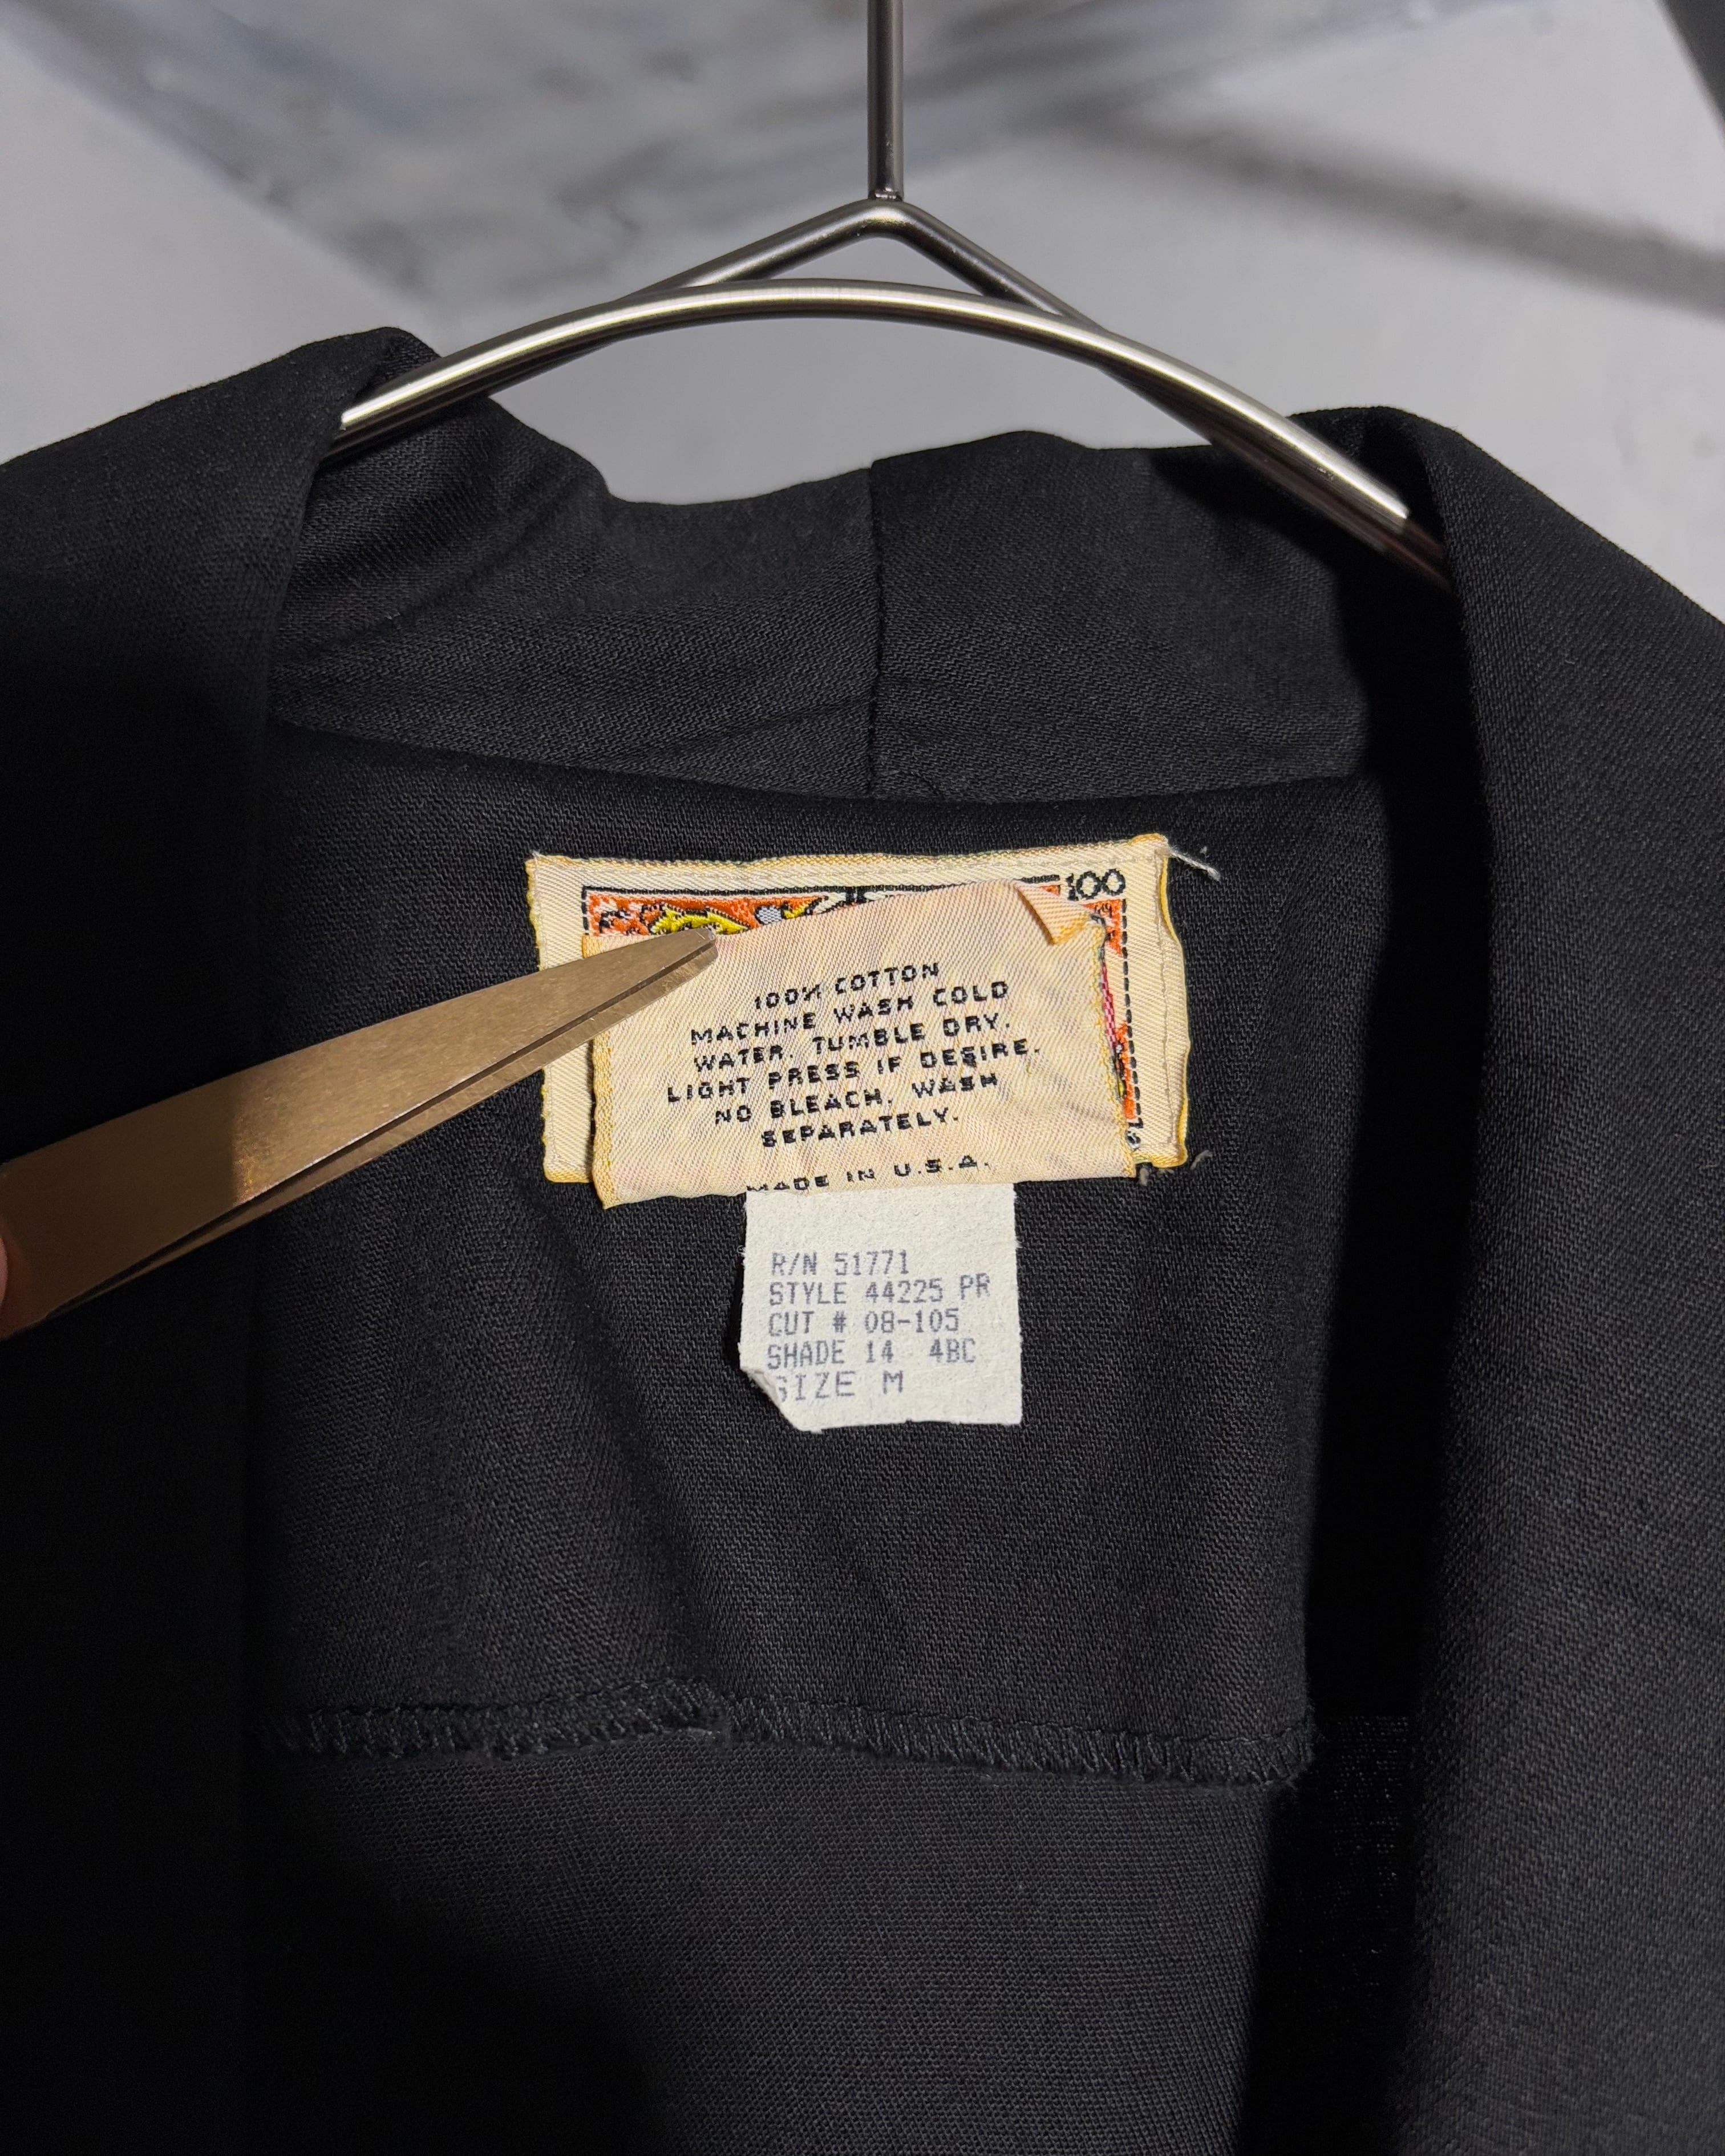 100
100% COTTON
MACHINE WASH COLD
WATER. TUMBLE DRY.
LIGHT PRESS IF DESIRE.
NO BLEACH. WASH
SEPARATELY.
MADE IN U.S.A.
R/N 51771
STYLE 44225 PR
CUT # 08-105
SHADE 14 4BC
SIZE M